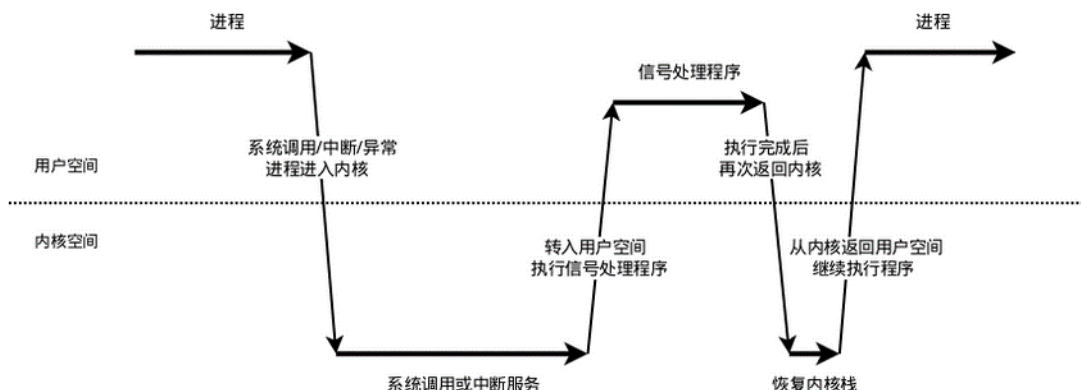 进程
进程
信号处理程序
系统调用/中断/异常
进程进入内核
执行完成后
再次返回内核
用户空间
内核空间
转入用户空间
执行信号处理程序
从内核返回用户空间
继续执行程序
系统调用或中断服务
恢复内核栈